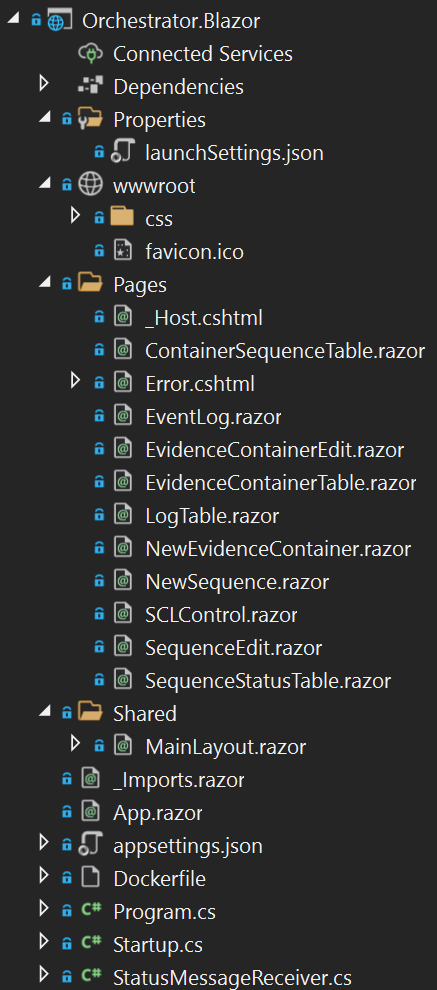 Orchestrator.Blazor
Connected Services
Dependencies
Properties
launchSettings.json
wwwroot
css
favicon.ico
Pages
_Host.cshtml
ContainerSequenceTable.razor
Error.cshtml
EventLog.razor
EvidenceContainerEdit.razor
EvidenceContainerTable.razor
LogTable.razor
NewEvidenceContainer.razor
NewSequence.razor
SCLControl.razor
SequenceEdit.razor
SequenceStatusTable.razor
Shared
MainLayout.razor
_Imports.razor
App.razor
appsettings.json
Dockerfile
C# Program.cs
C# Startup.cs
C# StatusMessageReceiver.cs